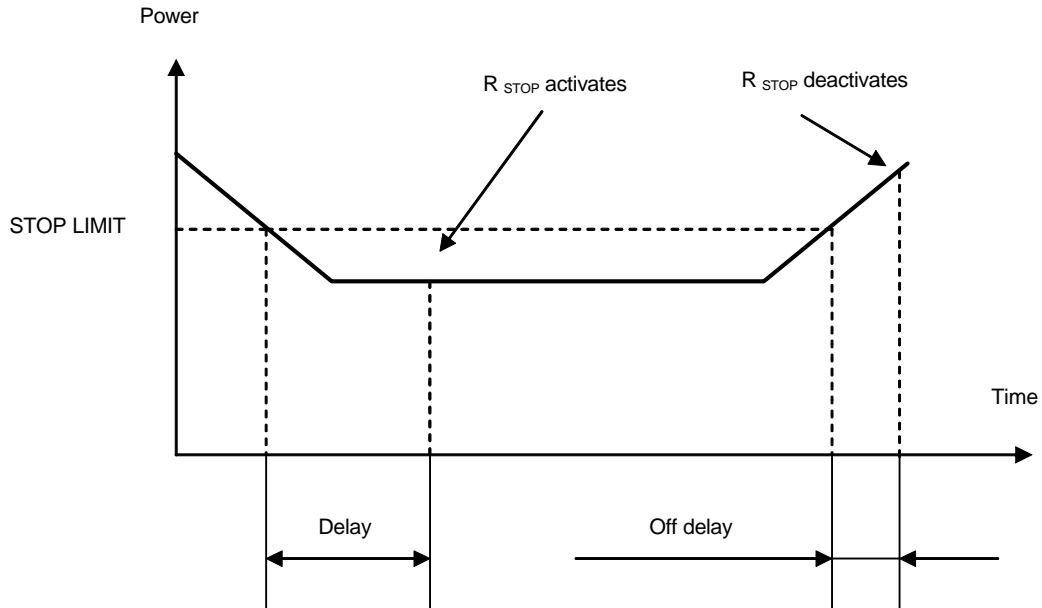 Power
R STOP activates
R STOP deactivates
STOP LIMIT
Time
Delay
Off delay